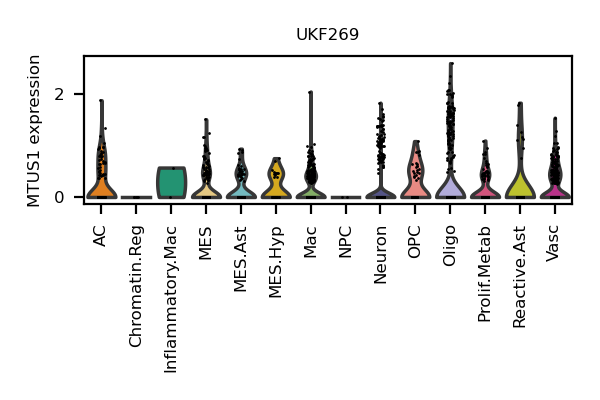 UKF269
MTUS1 expression
2
0
AC
Chromatin.Reg
Inflammatory.Mac
MES
MES.Ast
MES.Hyp
Mac
NPC
Neuron
OPC
Oligo
Prolif.Metab
Reactive.Ast
Vasc